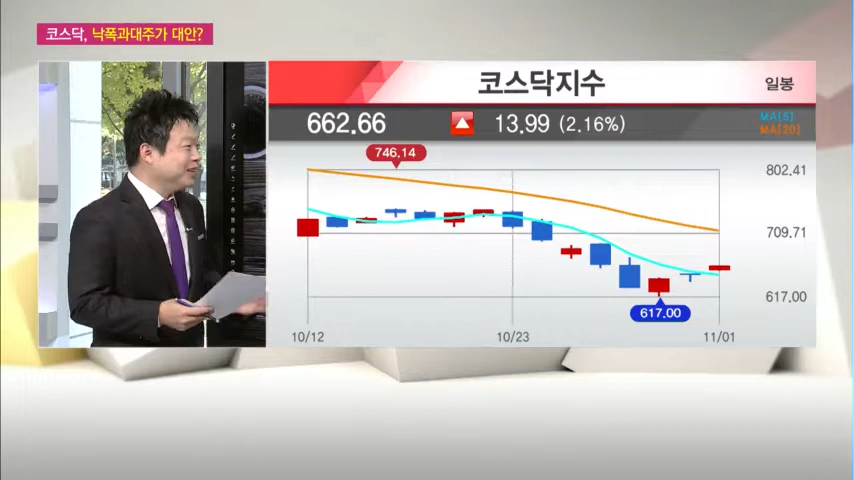 코스닥, 낙폭과대주가 대안?
코스닥지수
일봉
662.66
13.99 (2.16%)
MA[5]
MA[20]
746.14
802.41
709.71
617.00
617.00
10/12
10/23
11/01